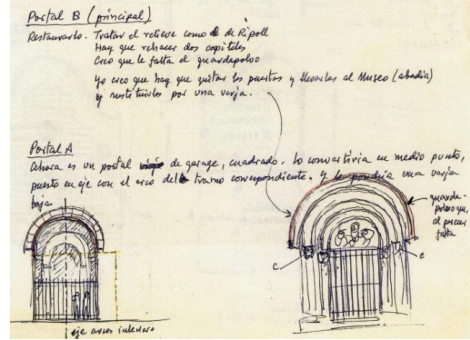 Portal B (principal)
Restaurarlo. Tratar el relieve como el de Ripoll
Hay que rehacer dos capiteles
Creo que le falta el guardapolvo
Yo creo que hay que quitar las puertas y llevarlas al Museo (abadía)
y sustituirlas por una verja.
Portal A
Ahora es un portal de garage, cuadrado. Lo convertiría en medio punto,
puesto en eje con el arco del tramo correspondiente. Y le pondría una verja
baja
guarda-
polvo que,
al parecer
falta
C
C
eje arcos interiores